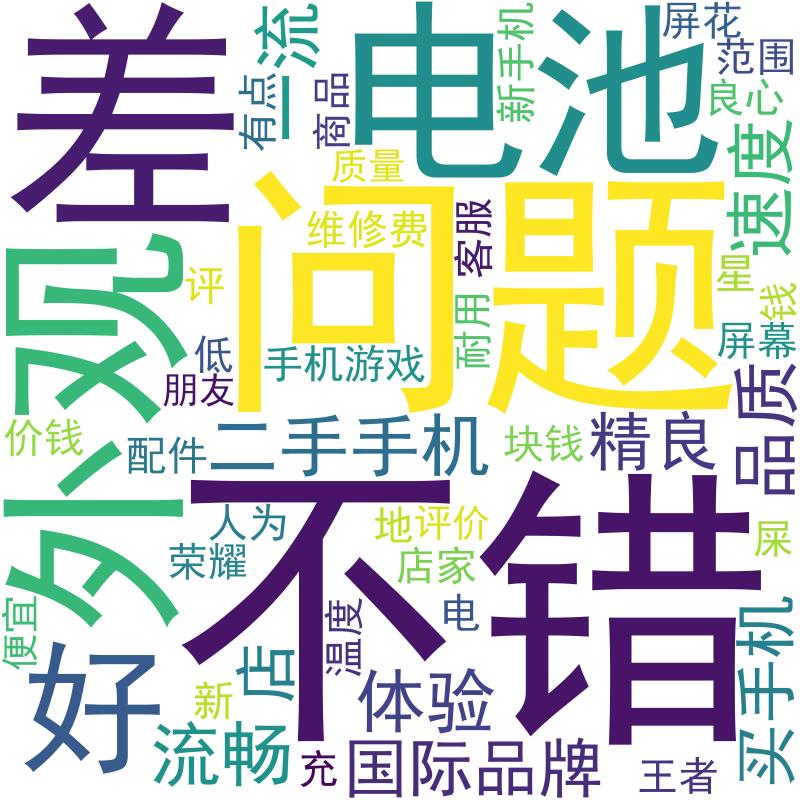 差
一流
电池
新手机
屏花
范围
有点
商品
良心
质量
速度
问题
维修费
客服
外观
评
耐用
星
钱
低
手机游戏
屏幕
朋友
品质
价钱
配件
二手手机
块钱
精良
不错
人为
地
评价
屎
荣耀
店家
便宜
温度
电
买手机
好
店
体验
新
流畅
充
国际品牌
王者